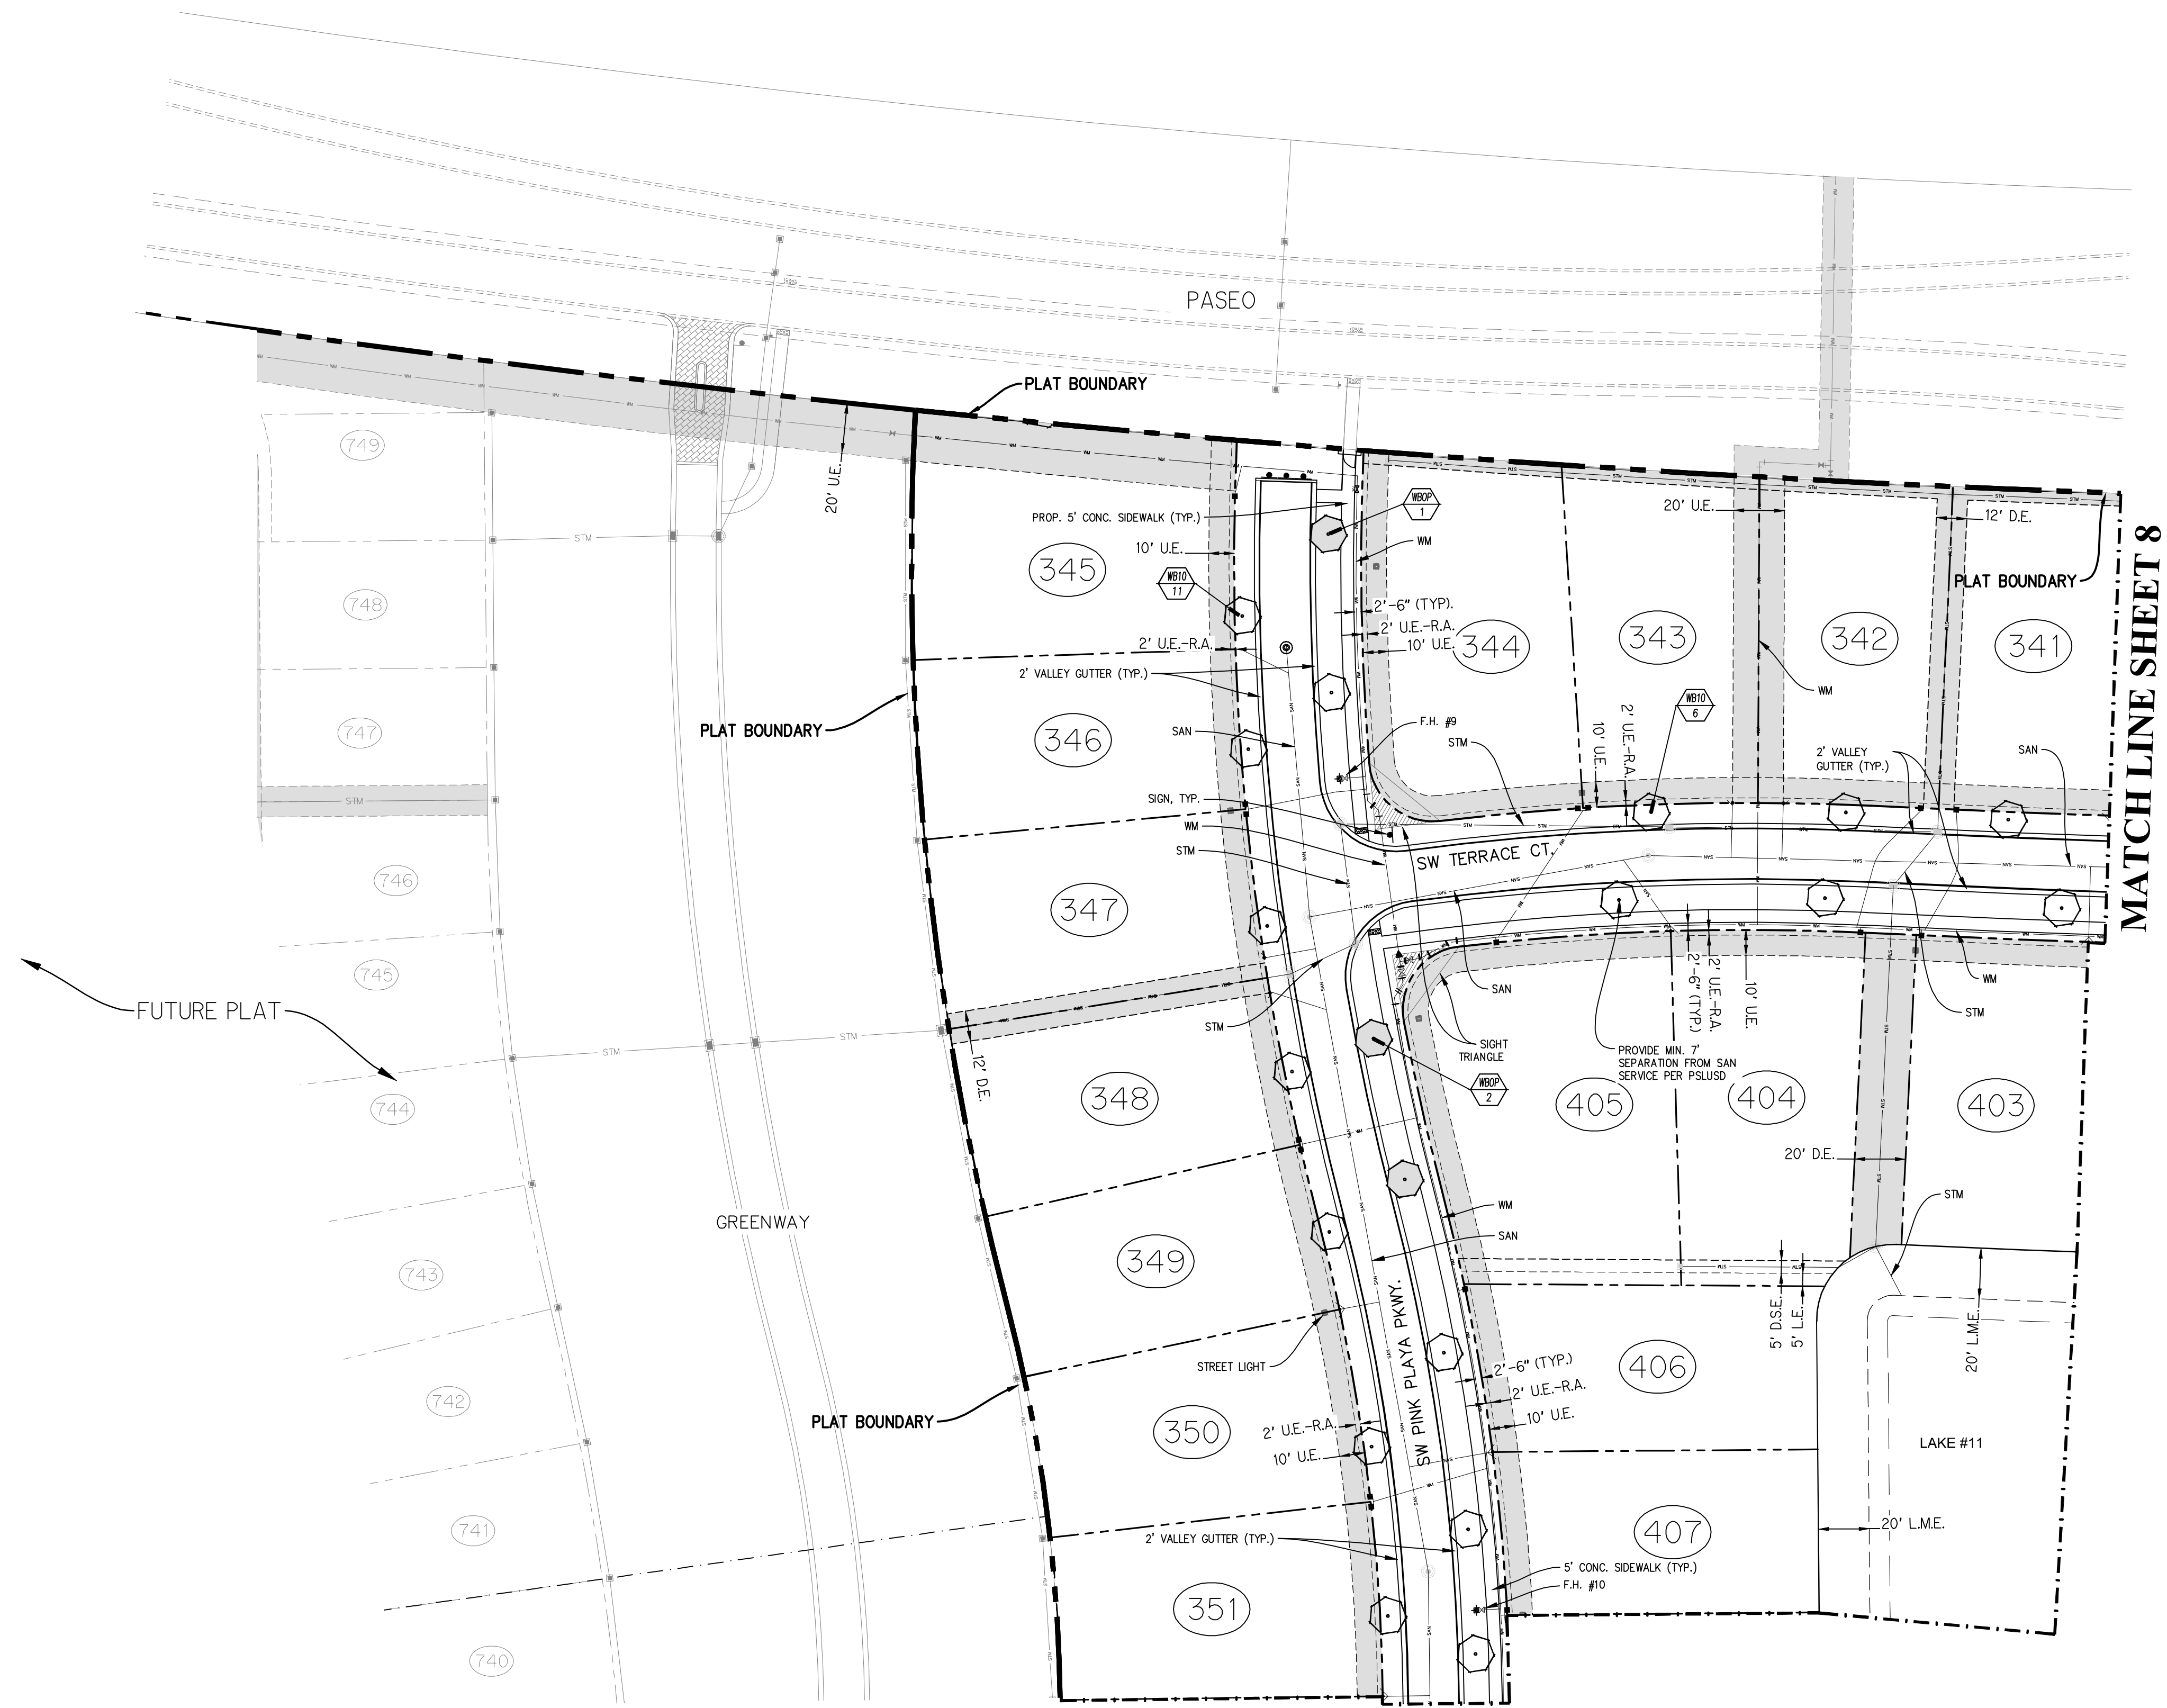 PASEO
PLAT BOUNDARY
749
20' U.E.
PROP. 5' CONC. SIDEWALK (TYP.)
WBOP
1
20' U.E.
12' D.E.
MATCH LINE SHEET 8
STM
WM
10' U.E.
345
WB10
11
PLAT BOUNDARY
748
2'-6" (TYP).
2' U.E.-R.A.
10' U.E.
344
343
342
341
2' U.E.-R.A.
2' VALLEY GUTTER (TYP.)
WM
WB10
6
747
PLAT BOUNDARY
346
SAN
F.H. #9
STM
10' U.E.
2' U.E.-R.A.
2' VALLEY
GUTTER (TYP.)
SAN
STM
SIGN, TYP.
WM
STM
SW TERRACE CT.
746
347
745
FUTURE PLAT
SAN
WM
STM
STM
2'-6" (TYP.)
2' U.E.-R.A.
10' U.E.
STM
STM
12' D.E.
SIGHT
TRIANGLE
PROVIDE MIN. 7'
SEPARATION FROM SAN
SERVICE PER PSLUSD
744
348
WBOP
2
405
404
403
20' D.E.
STM
GREENWAY
WM
SAN
743
349
5' D.S.E.
5' L.E.
20' L.M.E.
STREET LIGHT
SW PINK PLAYA PKWY.
406
2'-6" (TYP.)
2' U.E.-R.A.
10' U.E.
742
PLAT BOUNDARY
350
2' U.E.-R.A.
10' U.E.
LAKE #11
741
2' VALLEY GUTTER (TYP.)
407
20' L.M.E.
5' CONC. SIDEWALK (TYP.)
F.H. #10
351
740